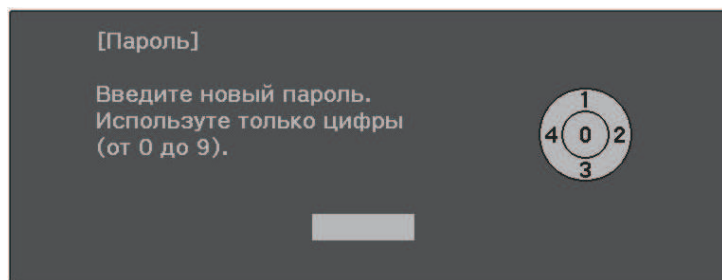 [Пароль]
Введите новый пароль.
Используте только цифры
(от 0 до 9).
1
4 0 2
3